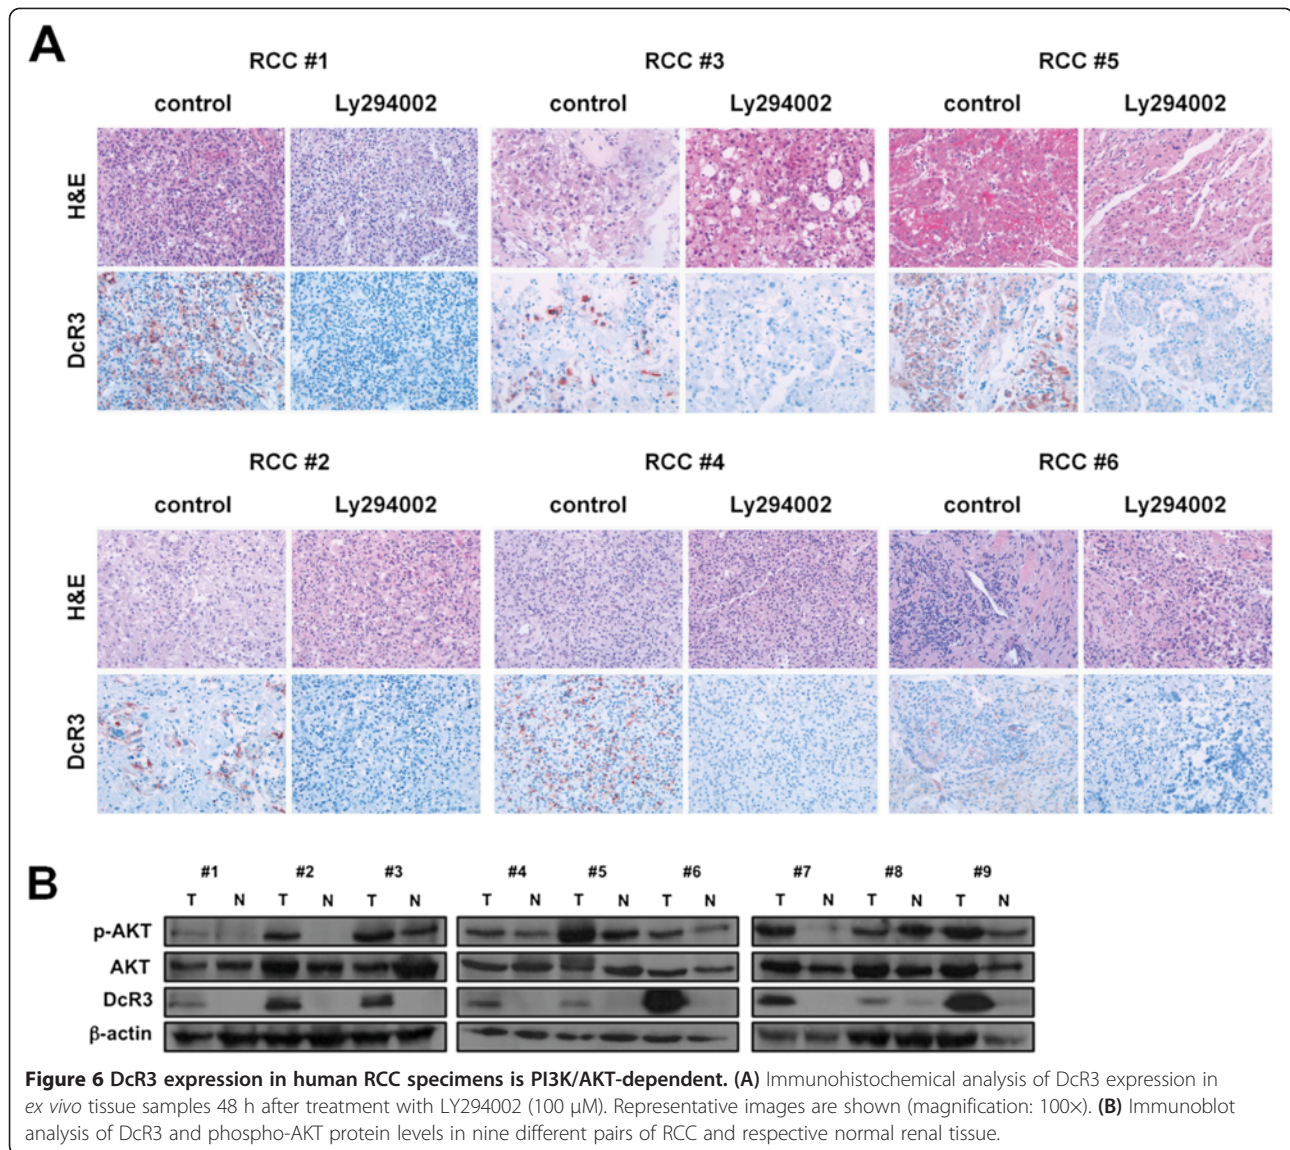 A
RCC #1 RCC #3 RCC #5
control Ly294002 control Ly294002 control Ly294002
H&E
DcR3
RCC #2 RCC #4 RCC #6
control Ly294002 control Ly294002 control Ly294002
H&E
DcR3
B
#1 #2 #3 #4 #5 #6 #7 #8 #9
T N T N T N T N T N T N T N T N T N
p-AKT
AKT
DcR3
β-actin
Figure 6 DcR3 expression in human RCC specimens is PI3K/AKT-dependent. (A) Immunohistochemical analysis of DcR3 expression in
ex vivo tissue samples 48 h after treatment with LY294002 (100 μM). Representative images are shown (magnification: 100×). (B) Immunoblot
analysis of DcR3 and phospho-AKT protein levels in nine different pairs of RCC and respective normal renal tissue.